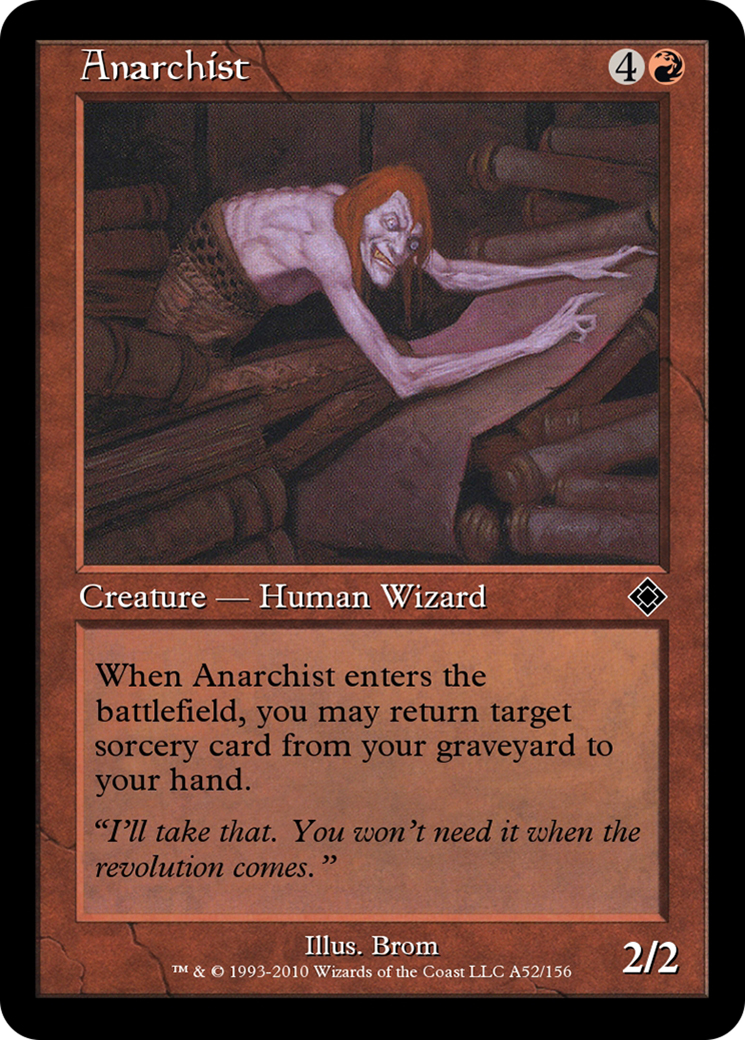 Anarchist 4
Creature — Human Wizard
When Anarchist enters the
battlefield, you may return target
sorcery card from your graveyard to
your hand.
“I’ll take that. You won’t need it when the
revolution comes.”
Illus. Brom
™ & © 1993-2010 Wizards of the Coast LLC A52/156
2/2